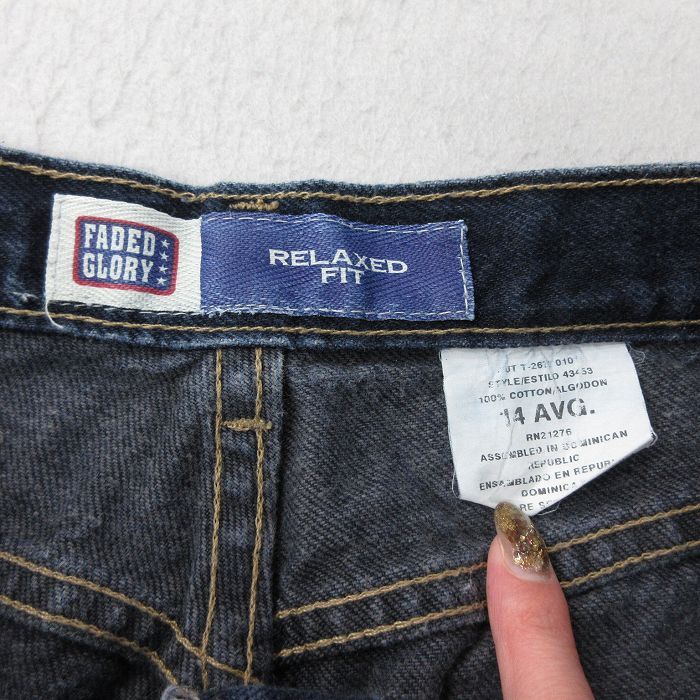 FADED
GLORY
RELAXED
FIT
STYLE/ESTILO 43453
100% COTTON/ALGODON
14 AVG.
RN21276
ASSEMBLED IN DOMINICAN
REPUBLIC
ENSAMBLADO EN REPUB
DOMINICA
RE